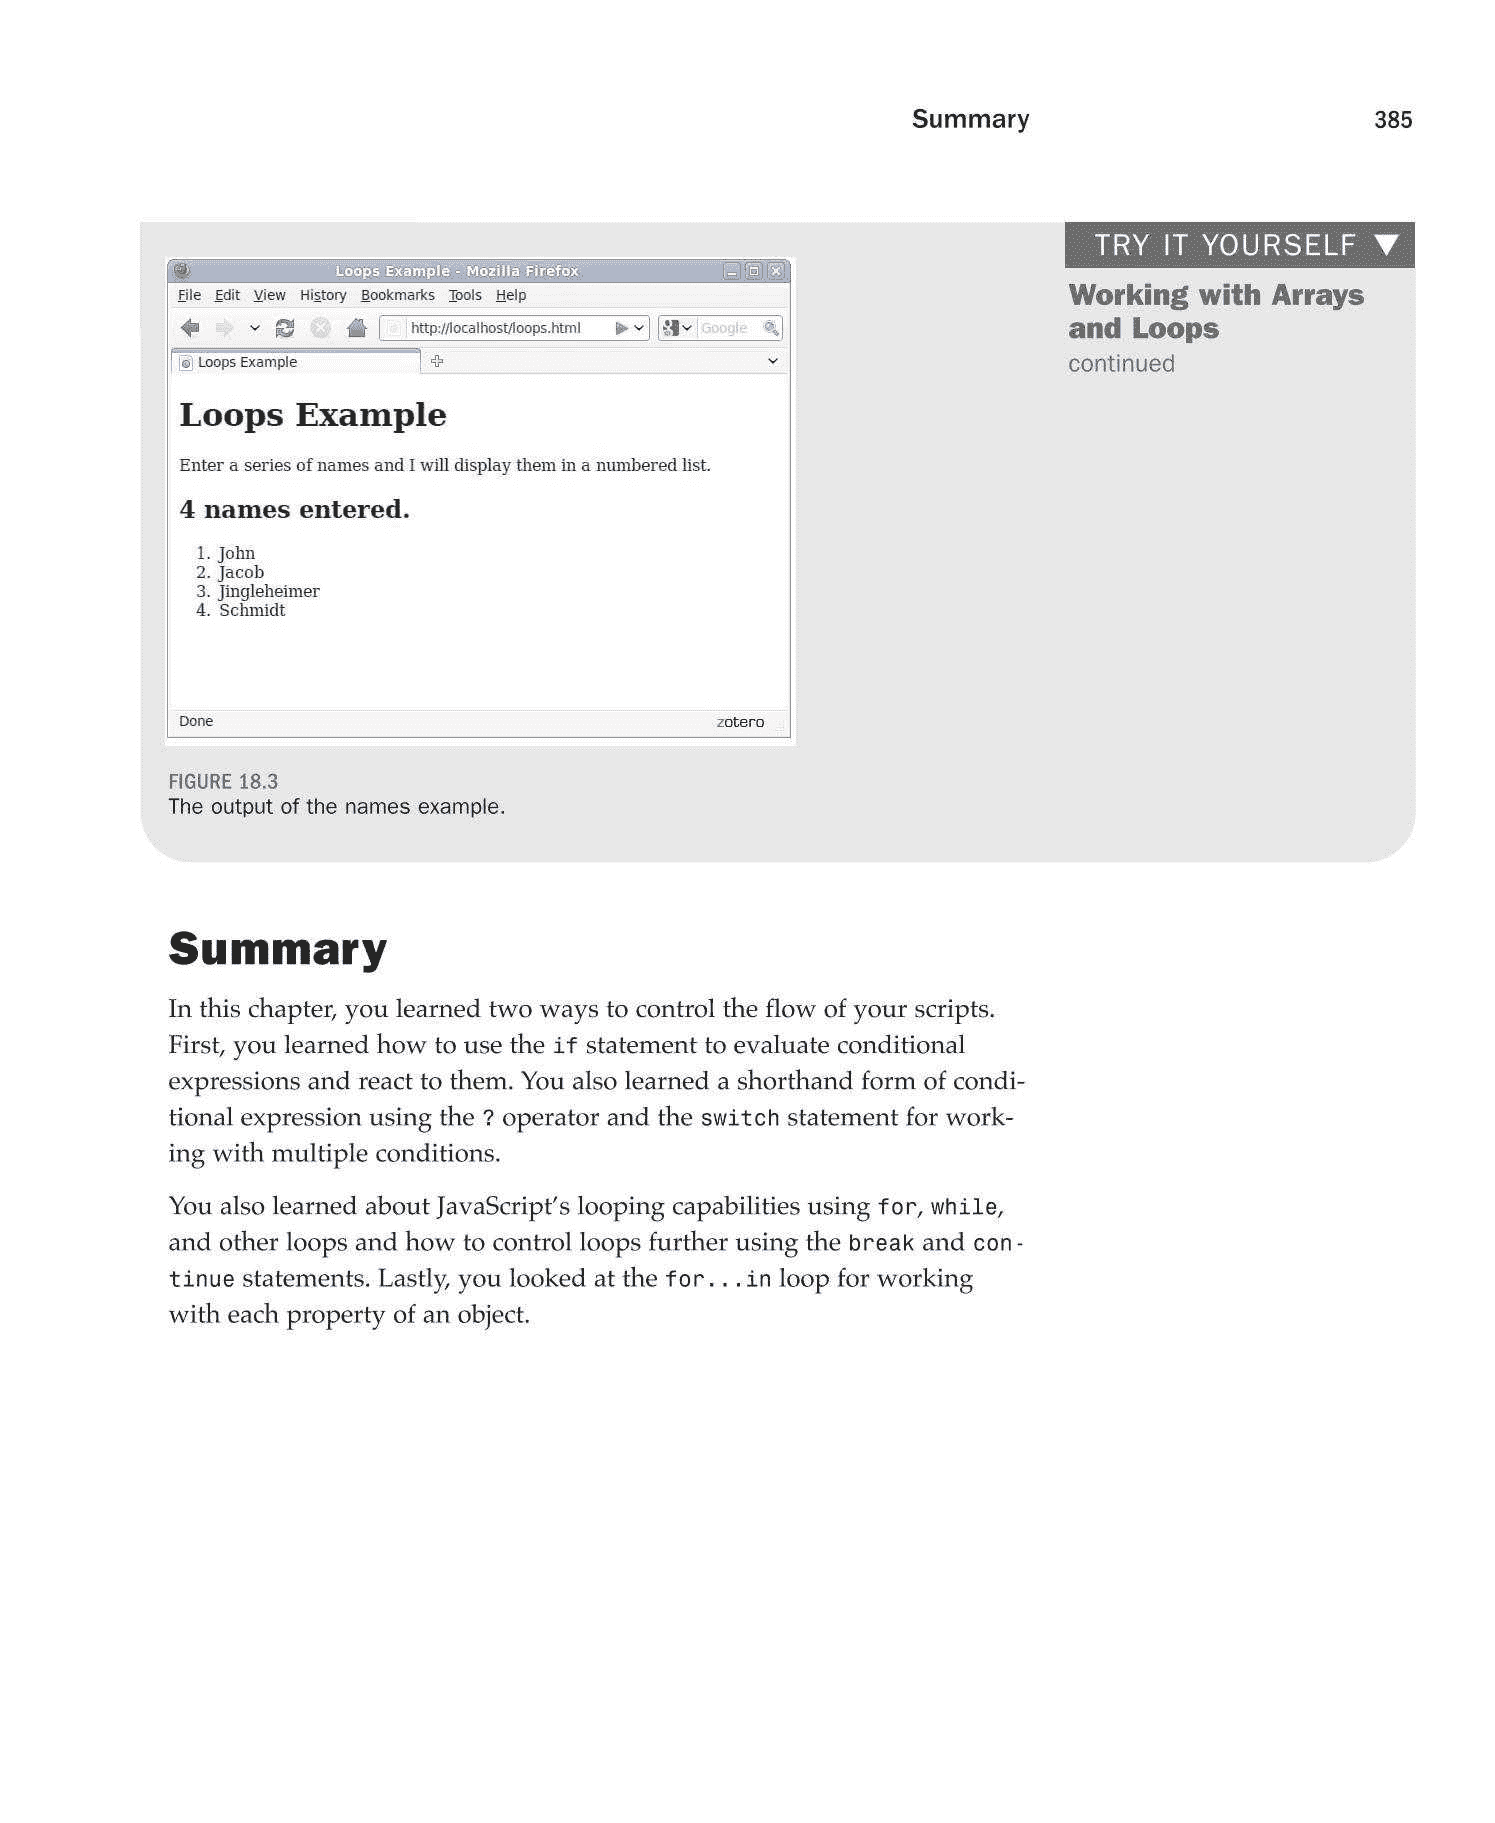 Summary 385
TRY IT YOURSELF ▼
Working with Arrays
and Loops
continued
Loops Example - Mozilla Firefox
File Edit View History Bookmarks Tools Help
http://localhost/loops.html Google
Loops Example
Loops Example
Enter a series of names and I will display them in a numbered list.
4 names entered.
1. John
2. Jacob
3. Jingleheimer
4. Schmidt
Done zotero
FIGURE 18.3
The output of the names example.
Summary
In this chapter, you learned two ways to control the flow of your scripts.
First, you learned how to use the if statement to evaluate conditional
expressions and react to them. You also learned a shorthand form of condi-
tional expression using the ? operator and the switch statement for work-
ing with multiple conditions.
You also learned about JavaScript’s looping capabilities using for, while,
and other loops and how to control loops further using the break and con-
tinue statements. Lastly, you looked at the for...in loop for working
with each property of an object.